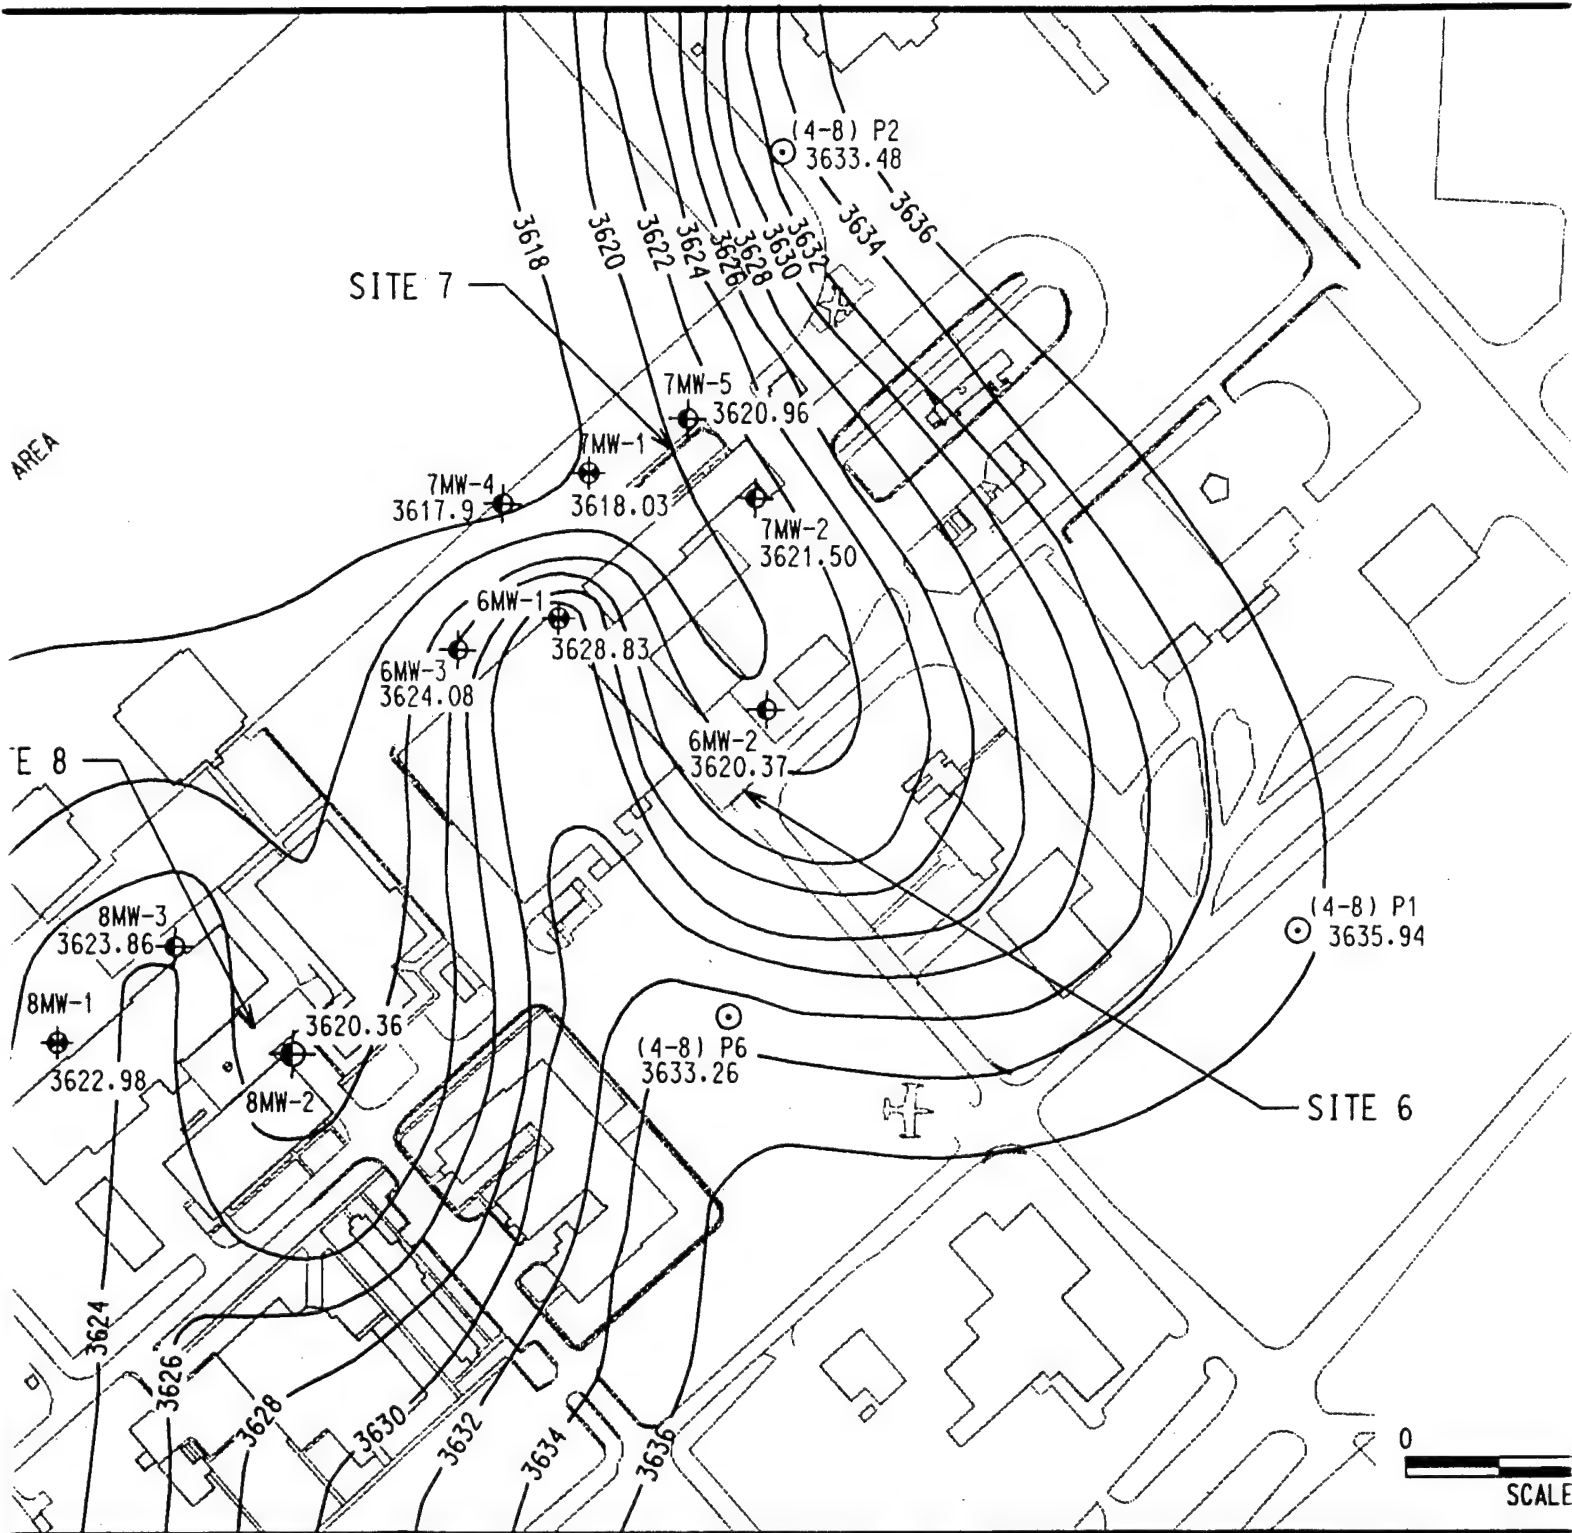 (4-8) P2
3633.48
3618
3620
3622
3624
3626
3628
3630
3632
3634
3636
SITE 7
7MW-5
3620.96
7MW-1
3618.03
7MW-4
3617.9
7MW-2
3621.50
AREA
6MW-1
3628.83
6MW-3
3624.08
6MW-2
3620.37
E 8
8MW-3
3623.86
8MW-1
3622.98
3620.36
8MW-2
(4-8) P1
3635.94
(4-8) P6
3633.26
SITE 6
3624
3626
3628
3630
3632
3634
3636
0
SCALE